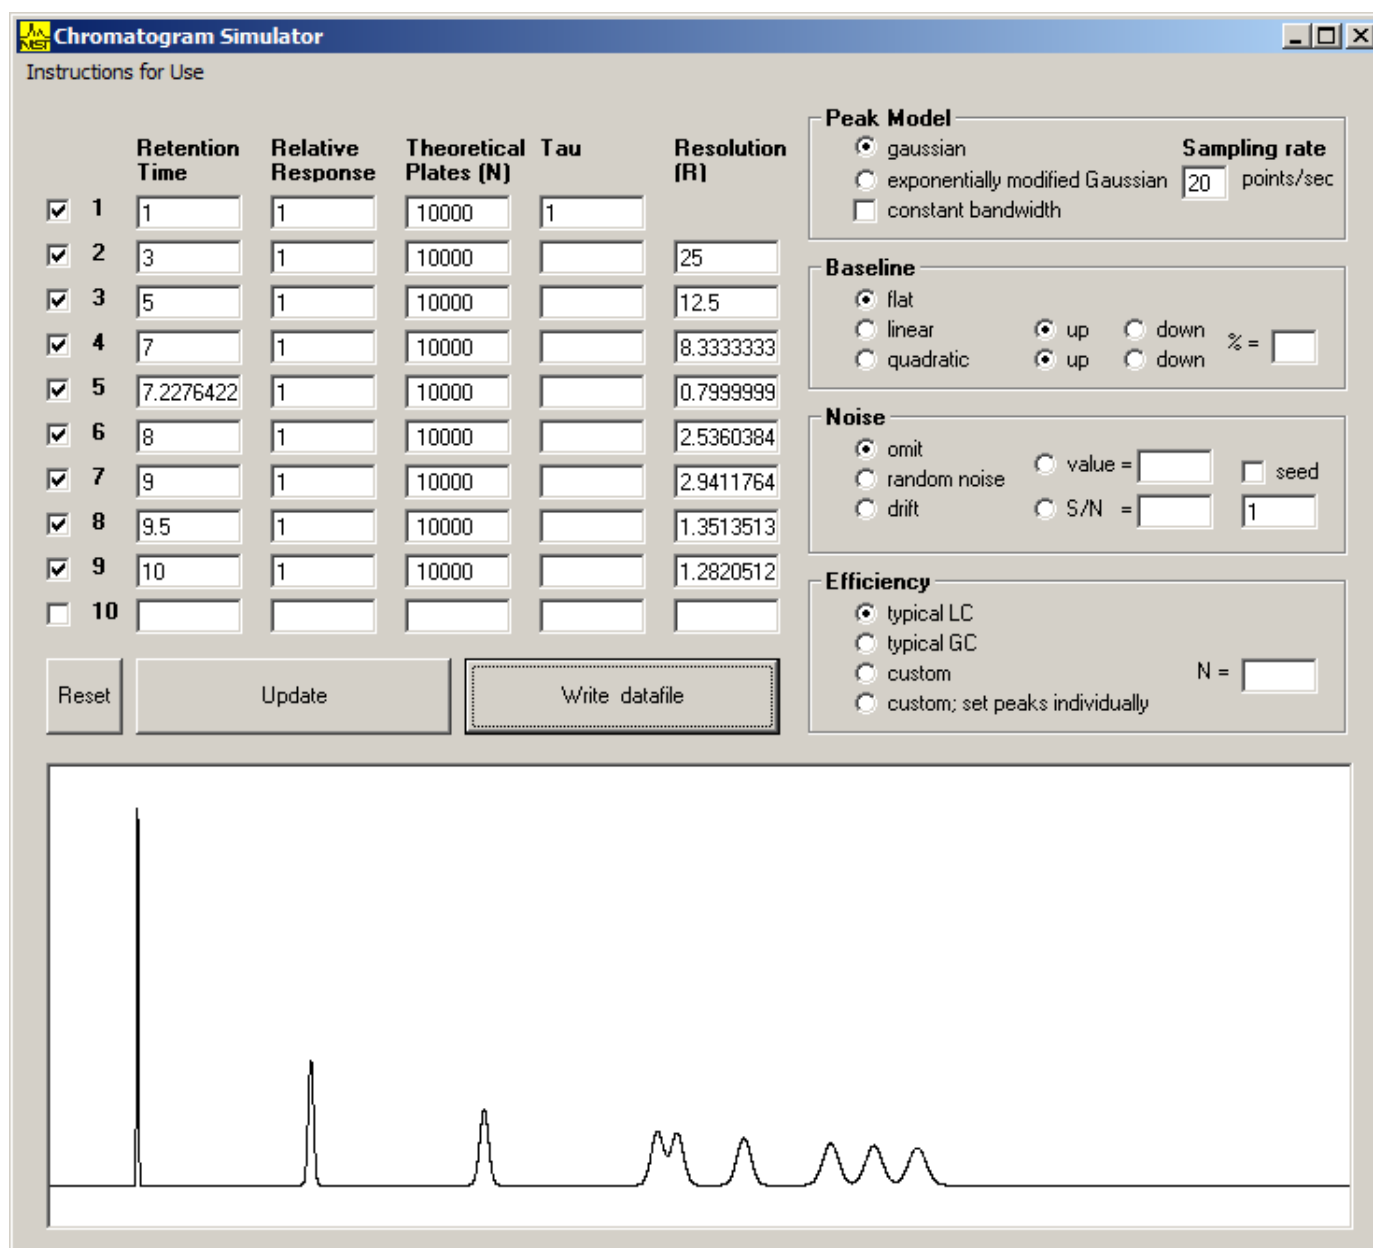 NIST
Chromatogram Simulator
Instructions for Use
Retention Time Relative Response Theoretical Plates (N) Tau Resolution (R)
1 1 1 10000 1
2 3 1 10000 25
3 5 1 10000 12.5
4 7 1 10000 8.3333333
5 7.2276422 1 10000 0.7999999
6 8 1 10000 2.5360384
7 9 1 10000 2.9411764
8 9.5 1 10000 1.3513513
9 10 1 10000 1.2820512
10
Reset Update Write datafile
Peak Model
gaussian Sampling rate
exponentially modified Gaussian 20 points/sec
constant bandwidth
Baseline
flat
linear up down % =
quadratic up down
Noise
omit value = seed
random noise
drift S/N = 1
Efficiency
typical LC
typical GC
custom N =
custom; set peaks individually